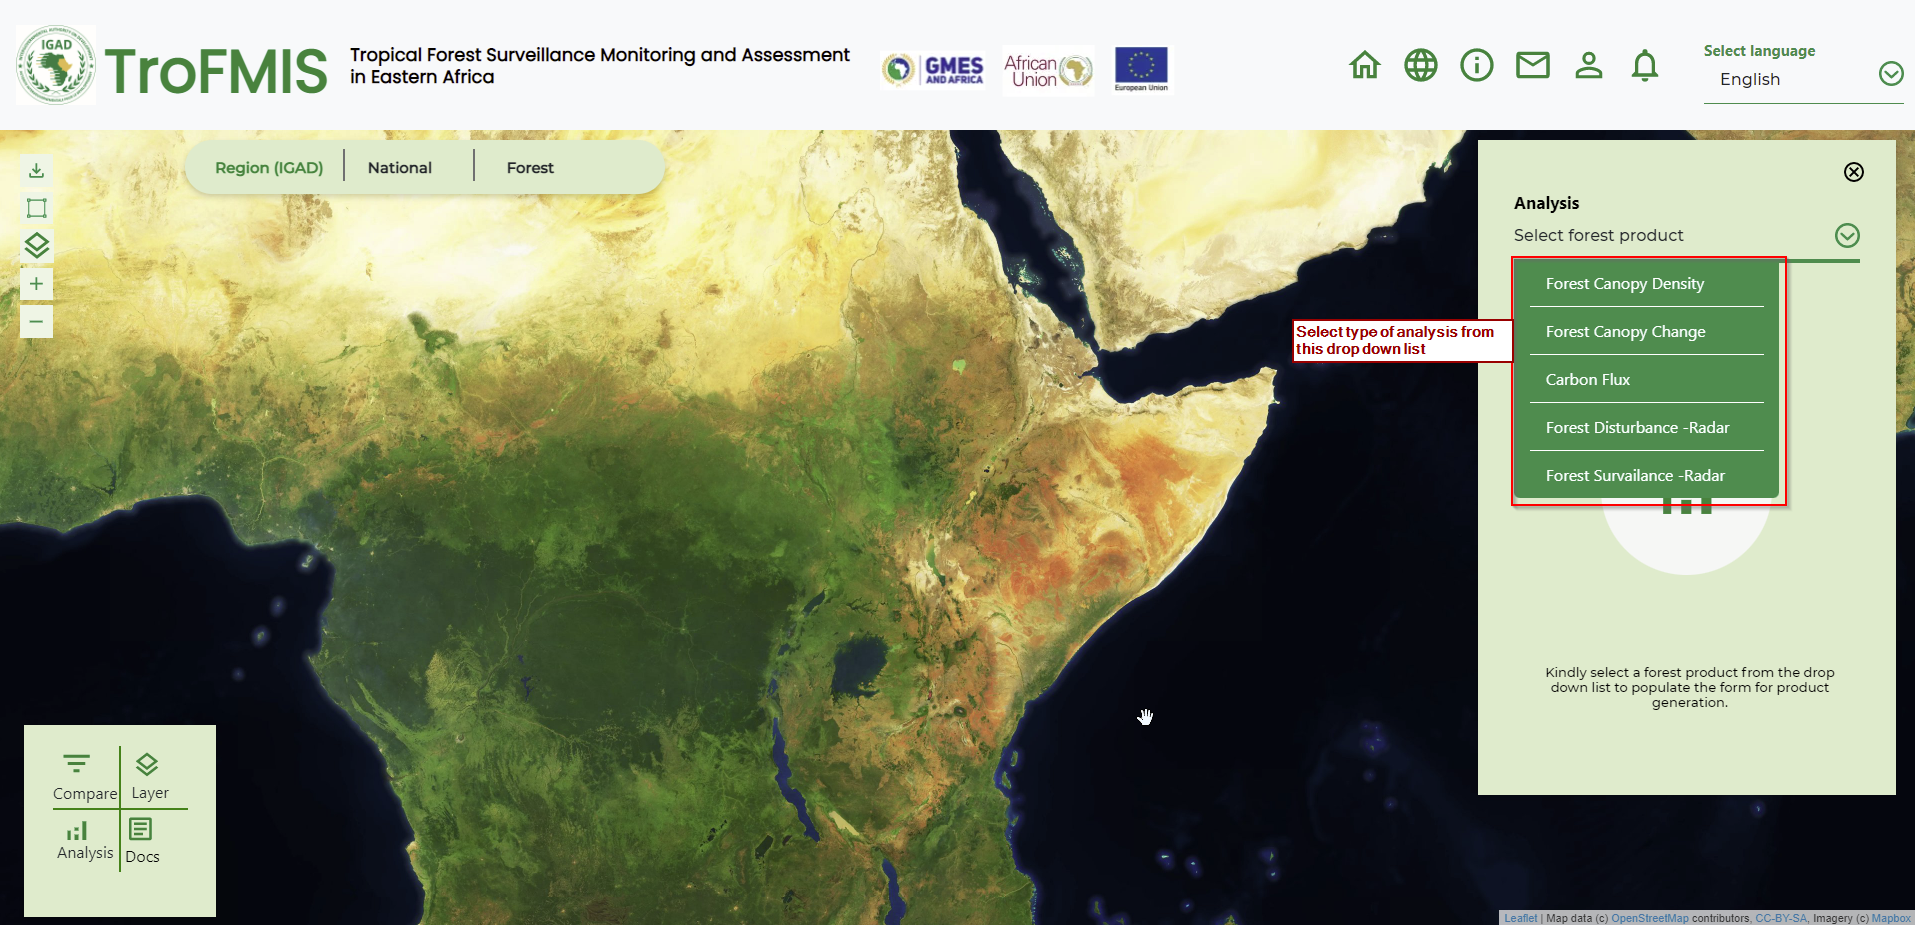 IGAD
TroFMIS
Tropical Forest Surveillance Monitoring and Assessment
in Eastern Africa
GMES
AND AFRICA
African
Union
European Union
Select language
English
Region (IGAD)
National
Forest
Analysis
Select forest product
Forest Canopy Density
Forest Canopy Change
Carbon Flux
Forest Disturbance -Radar
Forest Survailance -Radar
Select type of analysis from
this drop down list
Kindly select a forest product from the drop
down list to populate the form for product
generation.
Compare
Layer
Analysis
Docs
Leaflet | Map data (c) OpenStreetMap contributors, CC-BY-SA, Imagery (c) Mapbox